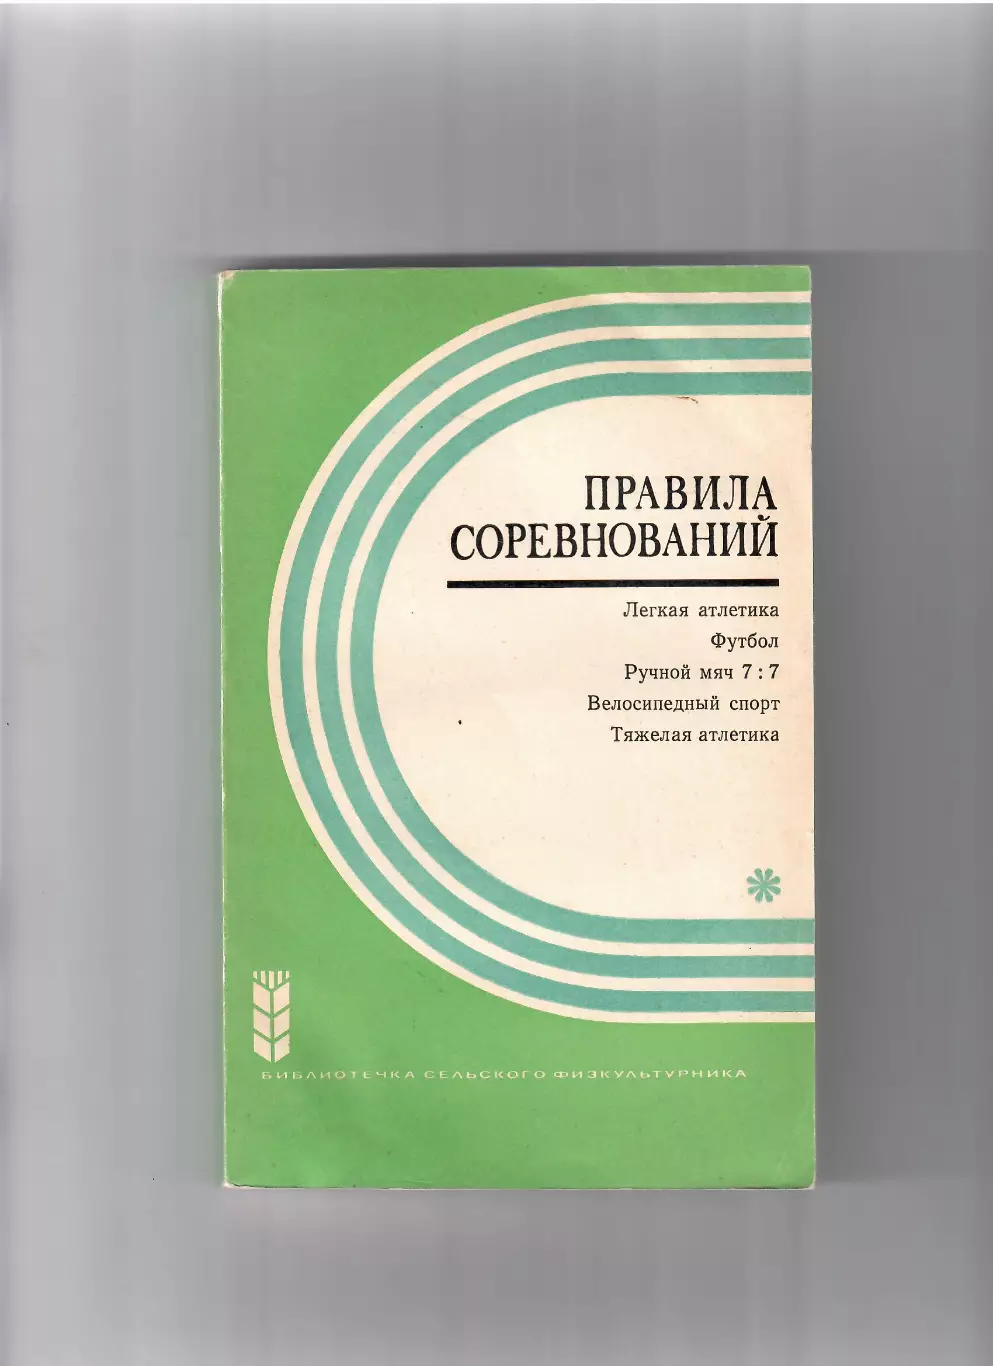 ПРАВИЛА
СОРЕВНОВАНИЙ
Легкая атлетика
Футбол
Ручной мяч 7 : 7
Велосипедный спорт
Тяжелая атлетика
БИБЛИОТЕЧКА СЕЛЬСКОГО ФИЗКУЛЬТУРНИКА